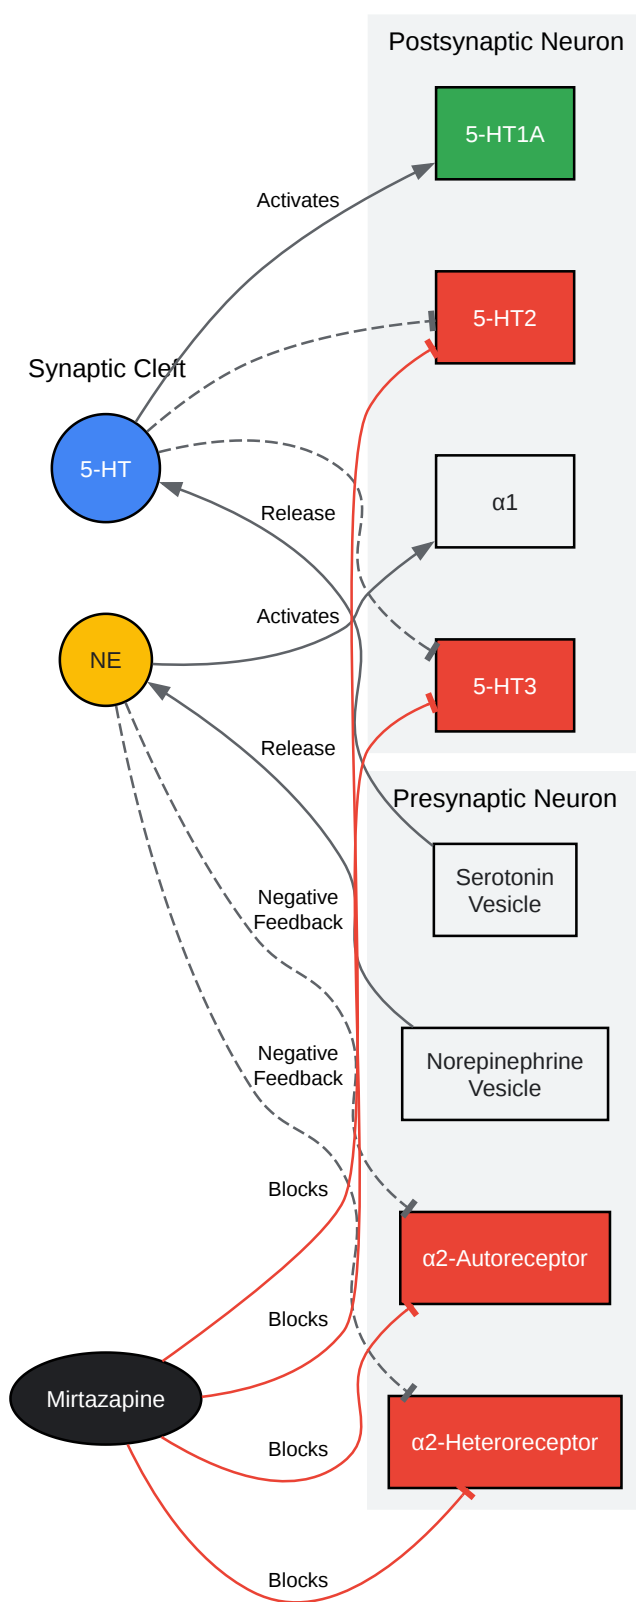 Postsynaptic Neuron
5-HT1A
Activates
5-HT2
Synaptic Cleft
5-HT
α1
Release
Activates
NE
5-HT3
Release
Presynaptic Neuron
Serotonin
Vesicle
Negative
Feedback
Norepinephrine
Vesicle
Negative
Feedback
Blocks
α2-Autoreceptor
Blocks
Mirtazapine
α2-Heteroreceptor
Blocks
Blocks